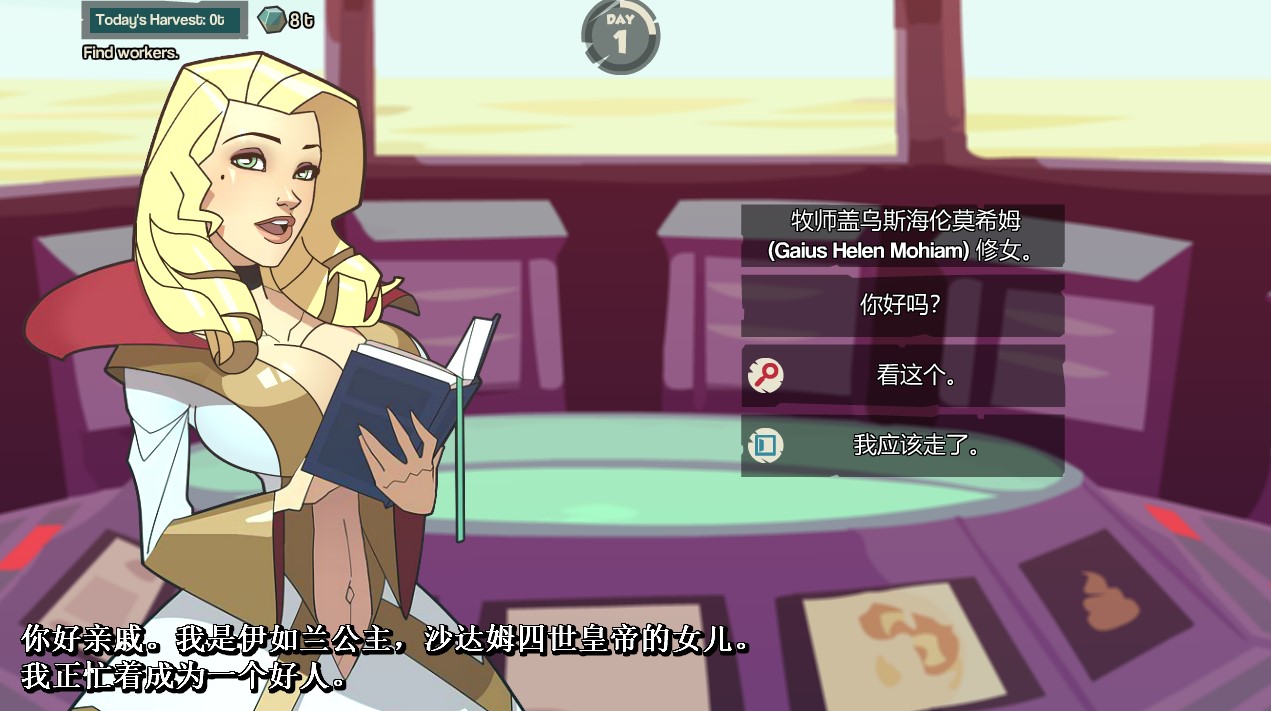 Today's Harvest: 0t
8 t
Find workers.
DAY
1
牧师盖乌斯海伦莫希姆
(Gaius Helen Mohiam) 修女。
你好吗？
看这个。
我应该走了。
你好亲戚。我是伊如兰公主，沙达姆四世皇帝的女儿。
我正忙着成为一个好人。